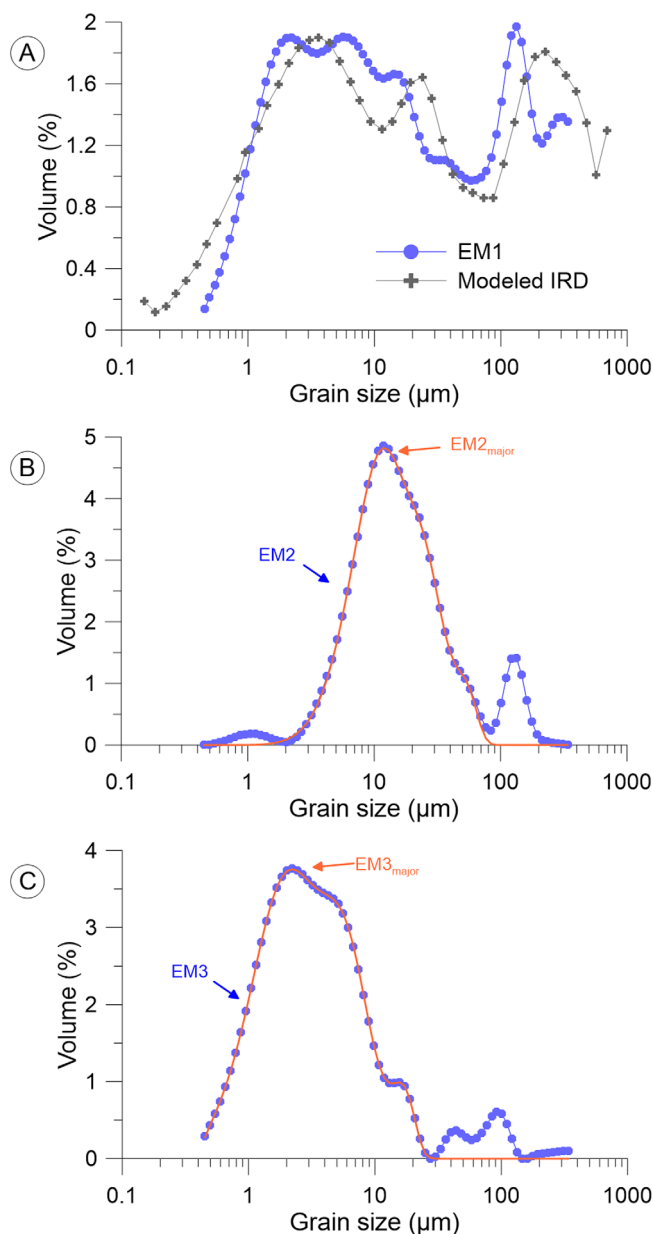 A
2
1.6
1.2
0.8
0.4
0
Volume (%)
EM1
Modeled IRD
0.1 1 10 100 1000
Grain size (µm)
B
5
4
3
2
1
0
Volume (%)
EM2major
EM2
0.1 1 10 100 1000
Grain size (µm)
C
4
3
2
1
0
Volume (%)
EM3major
EM3
0.1 1 10 100 1000
Grain size (µm)